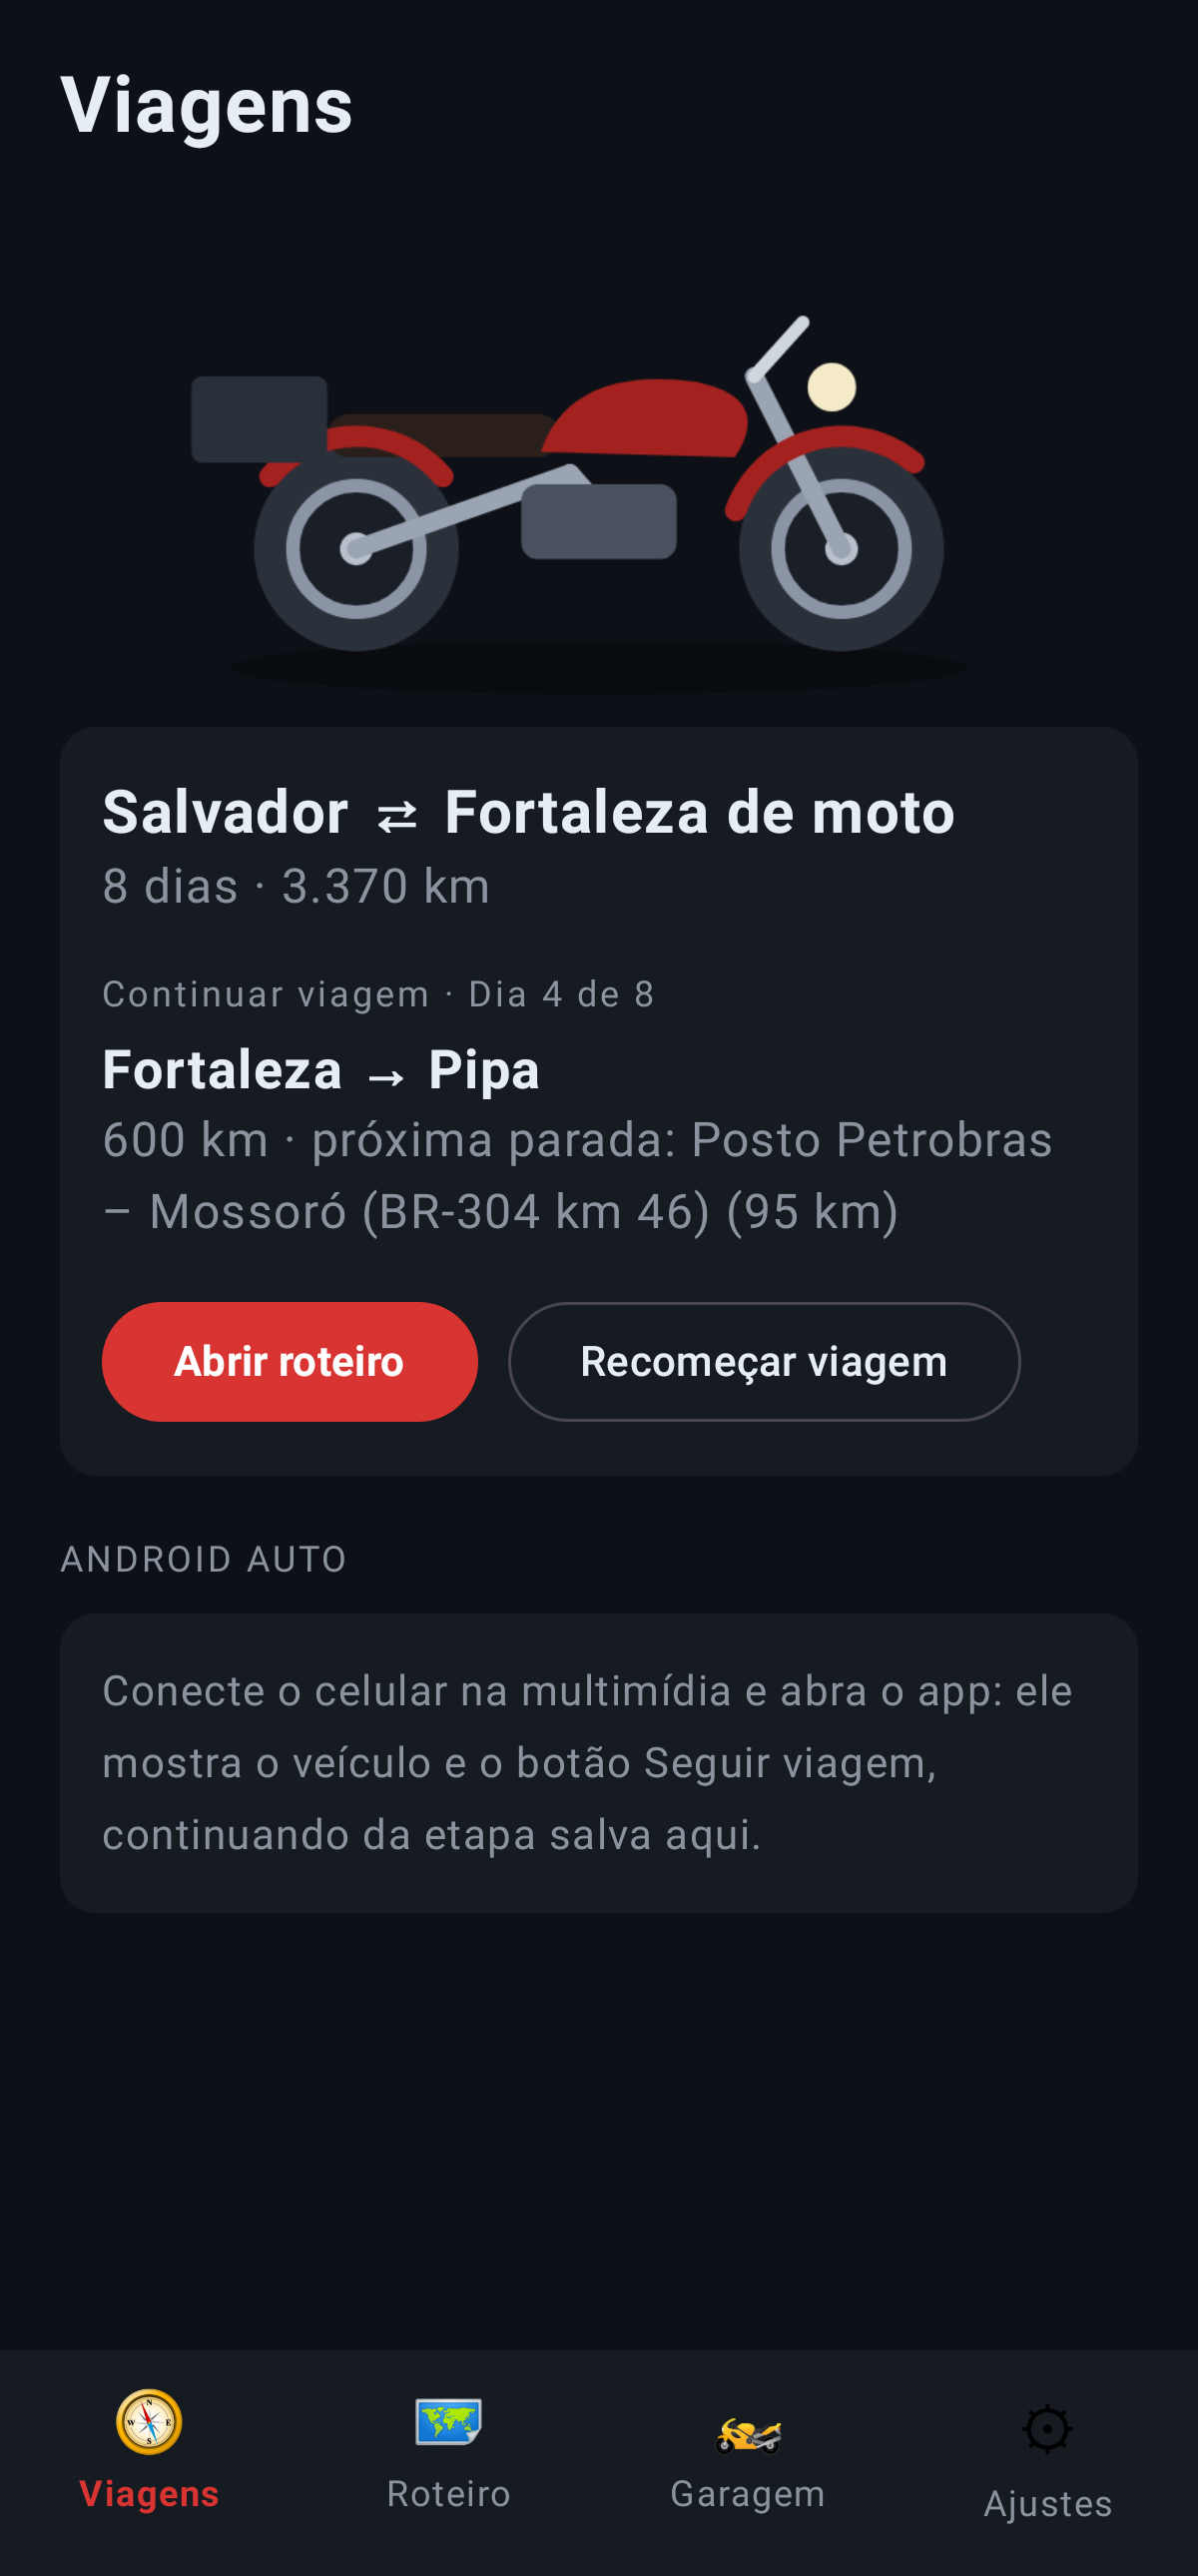 Viagens
Salvador ⇄ Fortaleza de moto
8 dias · 3.370 km
Continuar viagem · Dia 4 de 8
Fortaleza → Pipa
600 km · próxima parada: Posto Petrobras
– Mossoró (BR-304 km 46) (95 km)
Abrir roteiro
Recomeçar viagem
ANDROID AUTO
Conecte o celular na multimídia e abra o app: ele
mostra o veículo e o botão Seguir viagem,
continuando da etapa salva aqui.
Viagens
Roteiro
Garagem
Ajustes